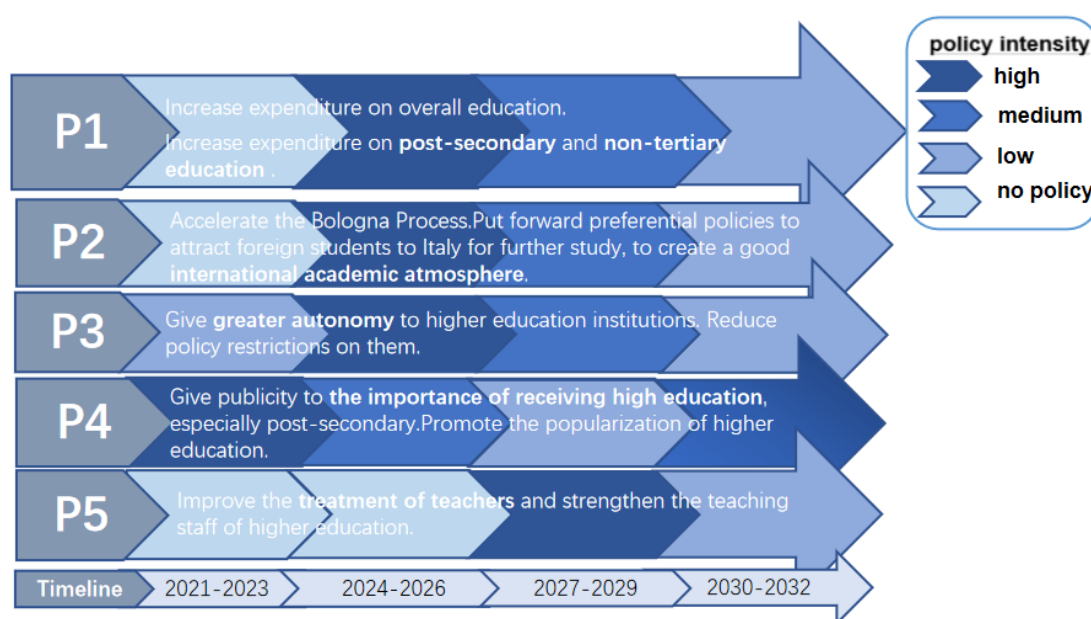 policy intensity
high
medium
low
no policy
P1
Increase expenditure on overall education.
Increase expenditure on post-secondary and non-tertiary
education .
P2
Accelerate the Bologna Process.Put forward preferential policies to
attract foreign students to Italy for further study, to create a good
international academic atmosphere.
P3
Give greater autonomy to higher education institutions. Reduce
policy restrictions on them.
P4
Give publicity to the importance of receiving high education,
especially post-secondary.Promote the popularization of higher
education.
P5
Improve the treatment of teachers and strengthen the teaching
staff of higher education.
Timeline 2021-2023 2024-2026 2027-2029 2030-2032